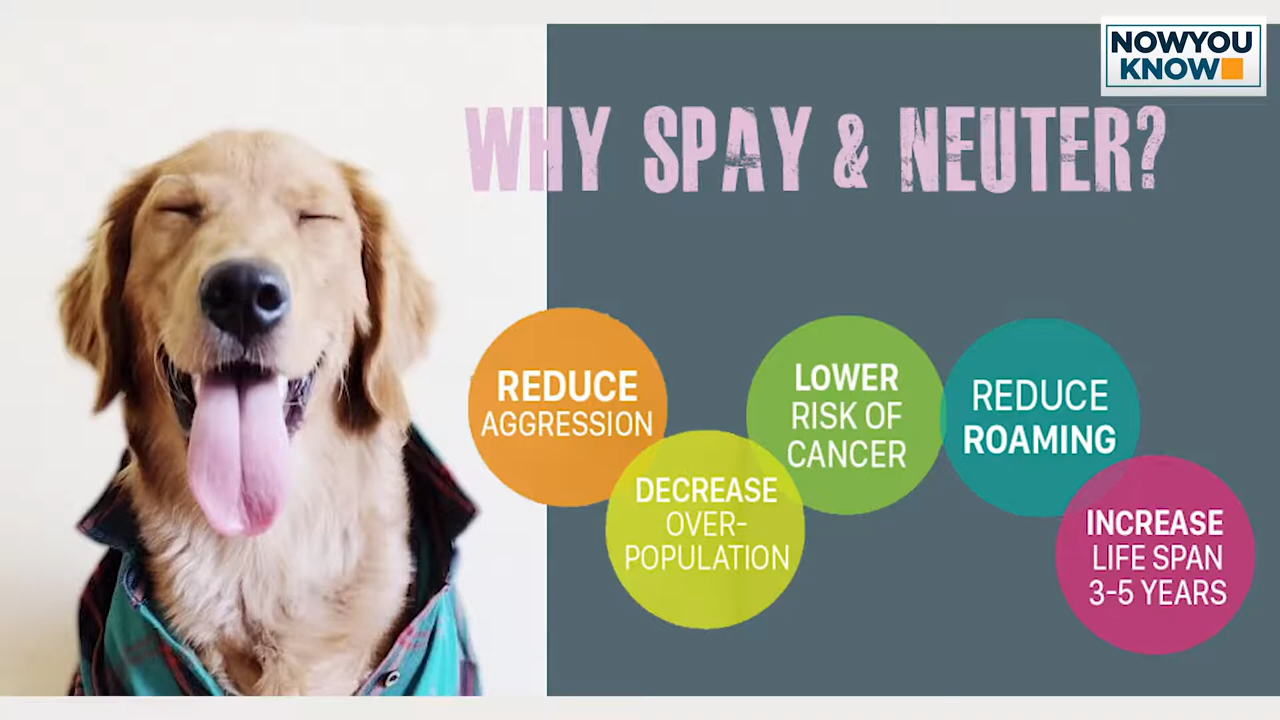 NOWYOU
KNOW
WHY SPAY & NEUTER?
REDUCE
AGGRESSION
DECREASE
OVER-
POPULATION
LOWER
RISK OF
CANCER
REDUCE
ROAMING
INCREASE
LIFE SPAN
3-5 YEARS